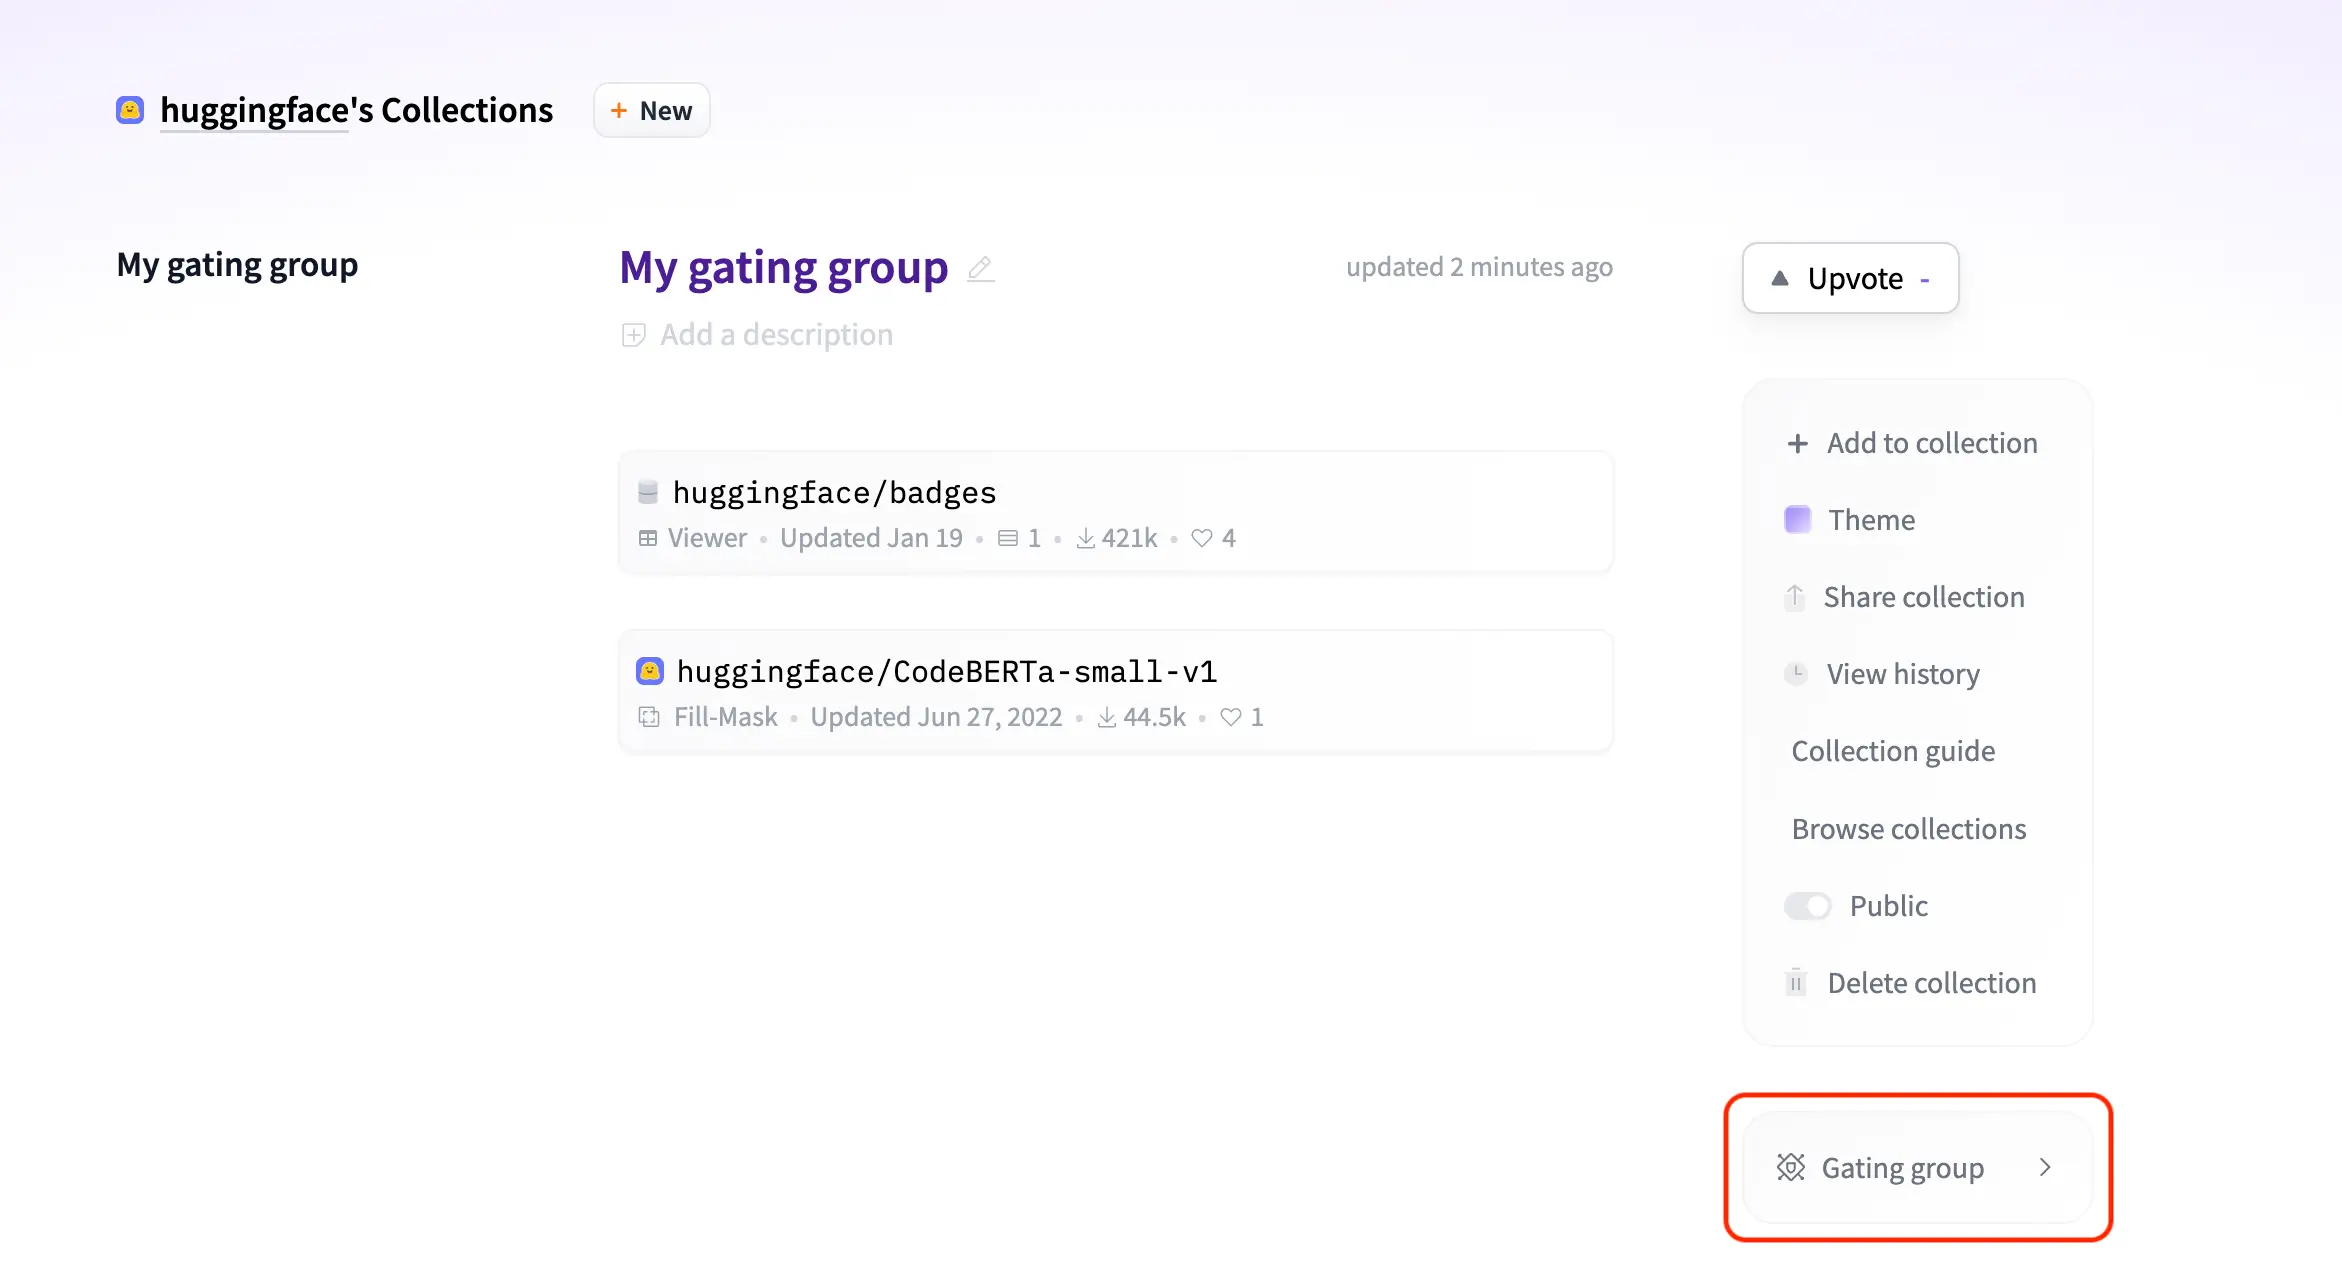 huggingface's Collections
+ New
My gating group
My gating group
updated 2 minutes ago
Add a description
huggingface/badges
Viewer • Updated Jan 19 • 1 • 421k • 4
huggingface/CodeBERTa-small-v1
Fill-Mask • Updated Jun 27, 2022 • 44.5k • 1
Upvote -
+ Add to collection
Theme
Share collection
View history
Collection guide
Browse collections
Public
Delete collection
Gating group